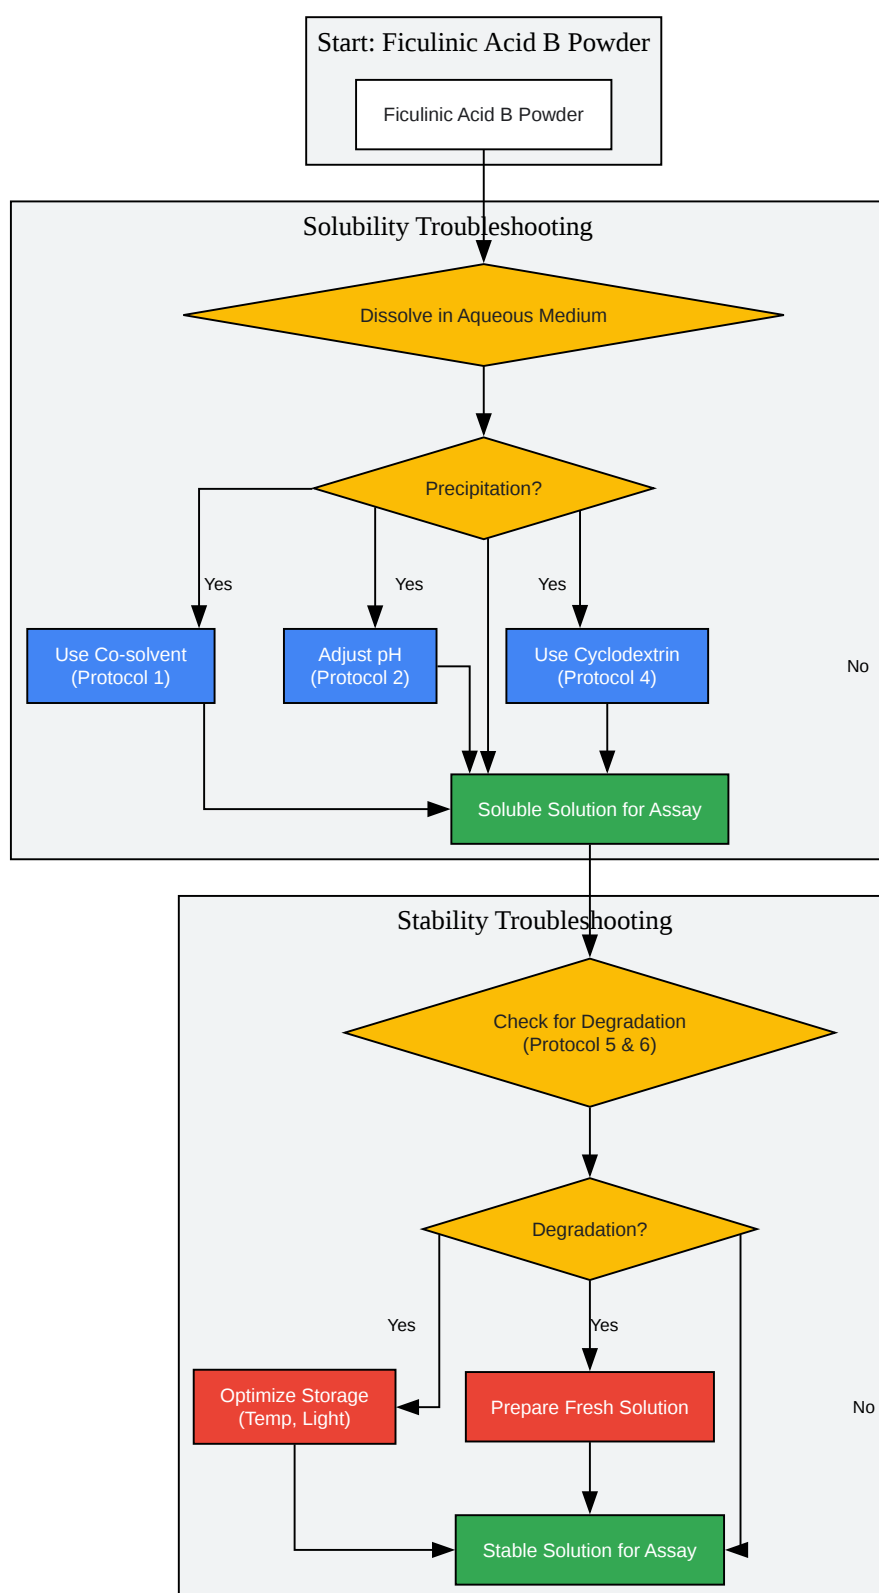 Start: Ficulinic Acid B Powder
Ficulinic Acid B Powder
Solubility Troubleshooting
Dissolve in Aqueous Medium
Precipitation?
Yes
Yes
Yes
Use Co-solvent
(Protocol 1)
Adjust pH
(Protocol 2)
Use Cyclodextrin
(Protocol 4)
No
Soluble Solution for Assay
Stability Troubleshooting
Check for Degradation
(Protocol 5 & 6)
Degradation?
Yes
Yes
Optimize Storage
(Temp, Light)
Prepare Fresh Solution
No
Stable Solution for Assay